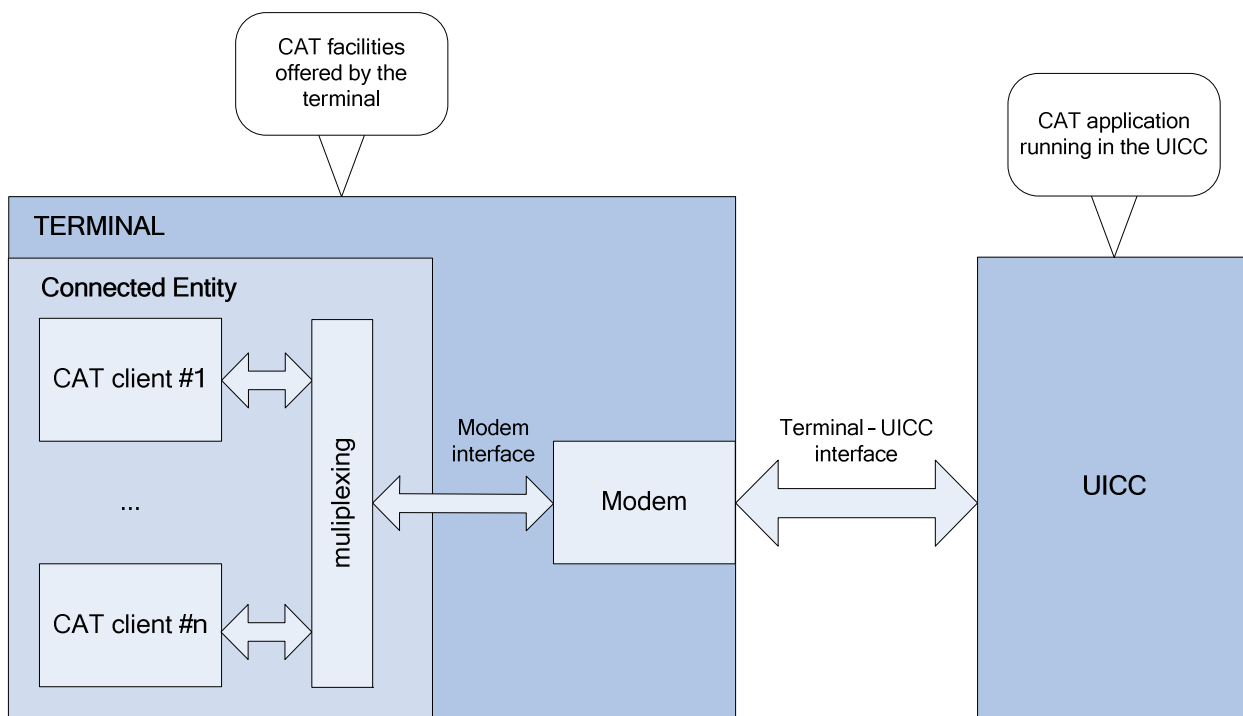 CAT facilities
offered by the
terminal
CAT application
running in the UICC
TERMINAL
Connected Entity
CAT client #1
...
CAT client #n
muliplexing
Modem
interface
Modem
Terminal - UICC
interface
UICC